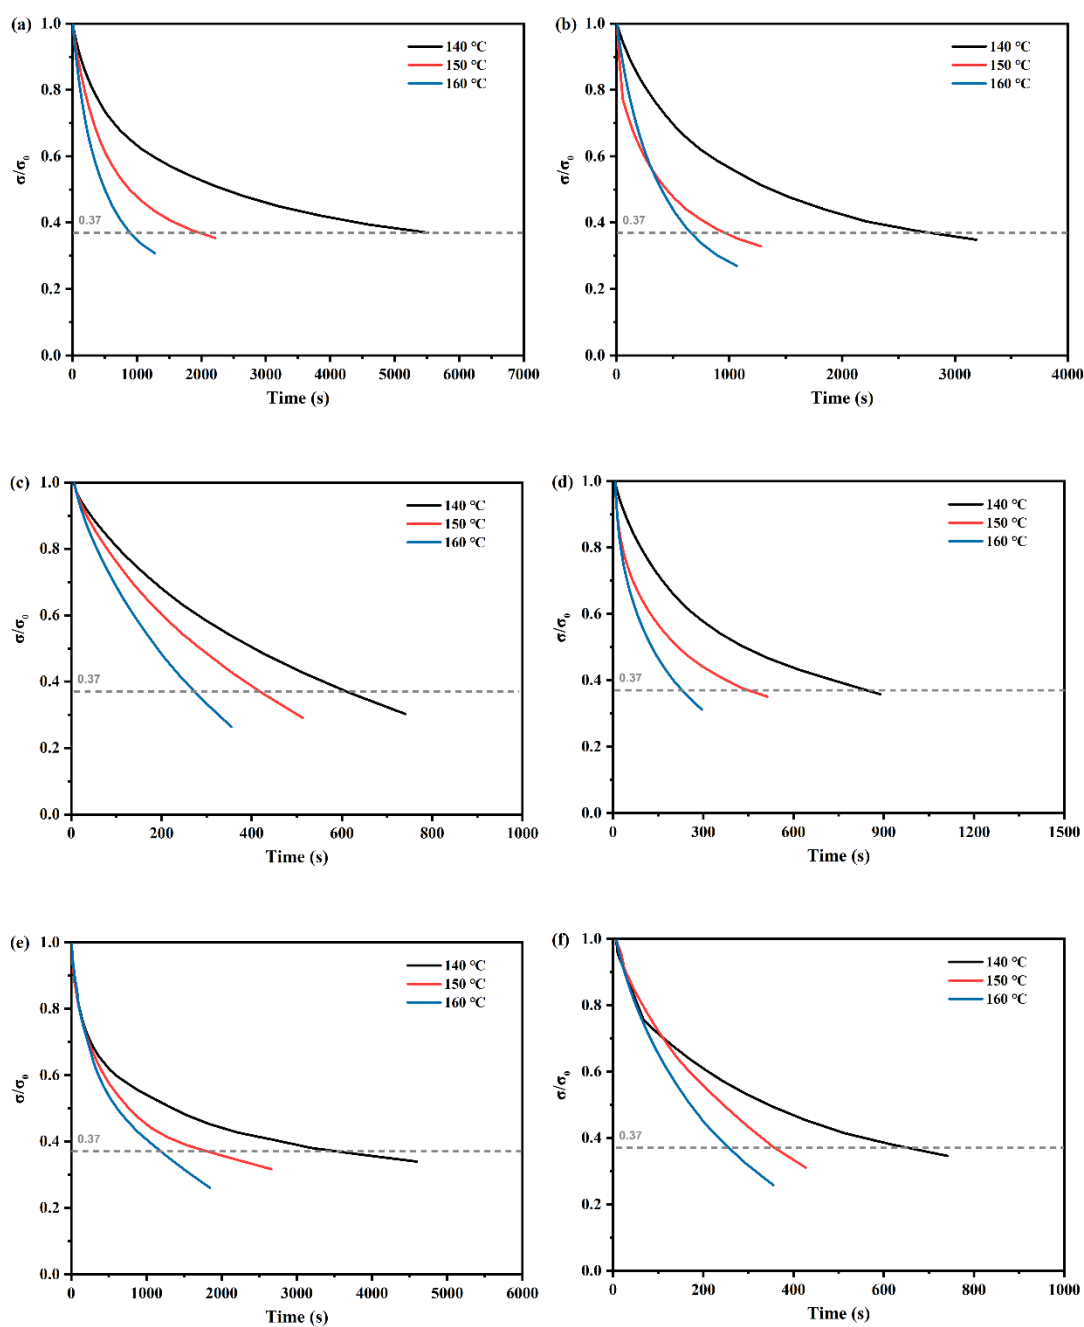 (a)
1.0
0.8
0.6
0.4
0.2
0.0
σ/σ0
140 °C
150 °C
160 °C
0.37
0 1000 2000 3000 4000 5000 6000 7000
Time (s)
(b)
1.0
0.8
0.6
0.4
0.2
0.0
σ/σ0
140 °C
150 °C
160 °C
0.37
0 1000 2000 3000 4000
Time (s)
(c)
1.0
0.8
0.6
0.4
0.2
0.0
σ/σ0
140 °C
150 °C
160 °C
0.37
0 200 400 600 800 1000
Time (s)
(d)
1.0
0.8
0.6
0.4
0.2
0.0
σ/σ0
140 °C
150 °C
160 °C
0.37
0 300 600 900 1200 1500
Time (s)
(e)
1.0
0.8
0.6
0.4
0.2
0.0
σ/σ0
140 °C
150 °C
160 °C
0.37
0 1000 2000 3000 4000 5000 6000
Time (s)
(f)
1.0
0.8
0.6
0.4
0.2
0.0
σ/σ0
140 °C
150 °C
160 °C
0.37
0 200 400 600 800 1000
Time (s)